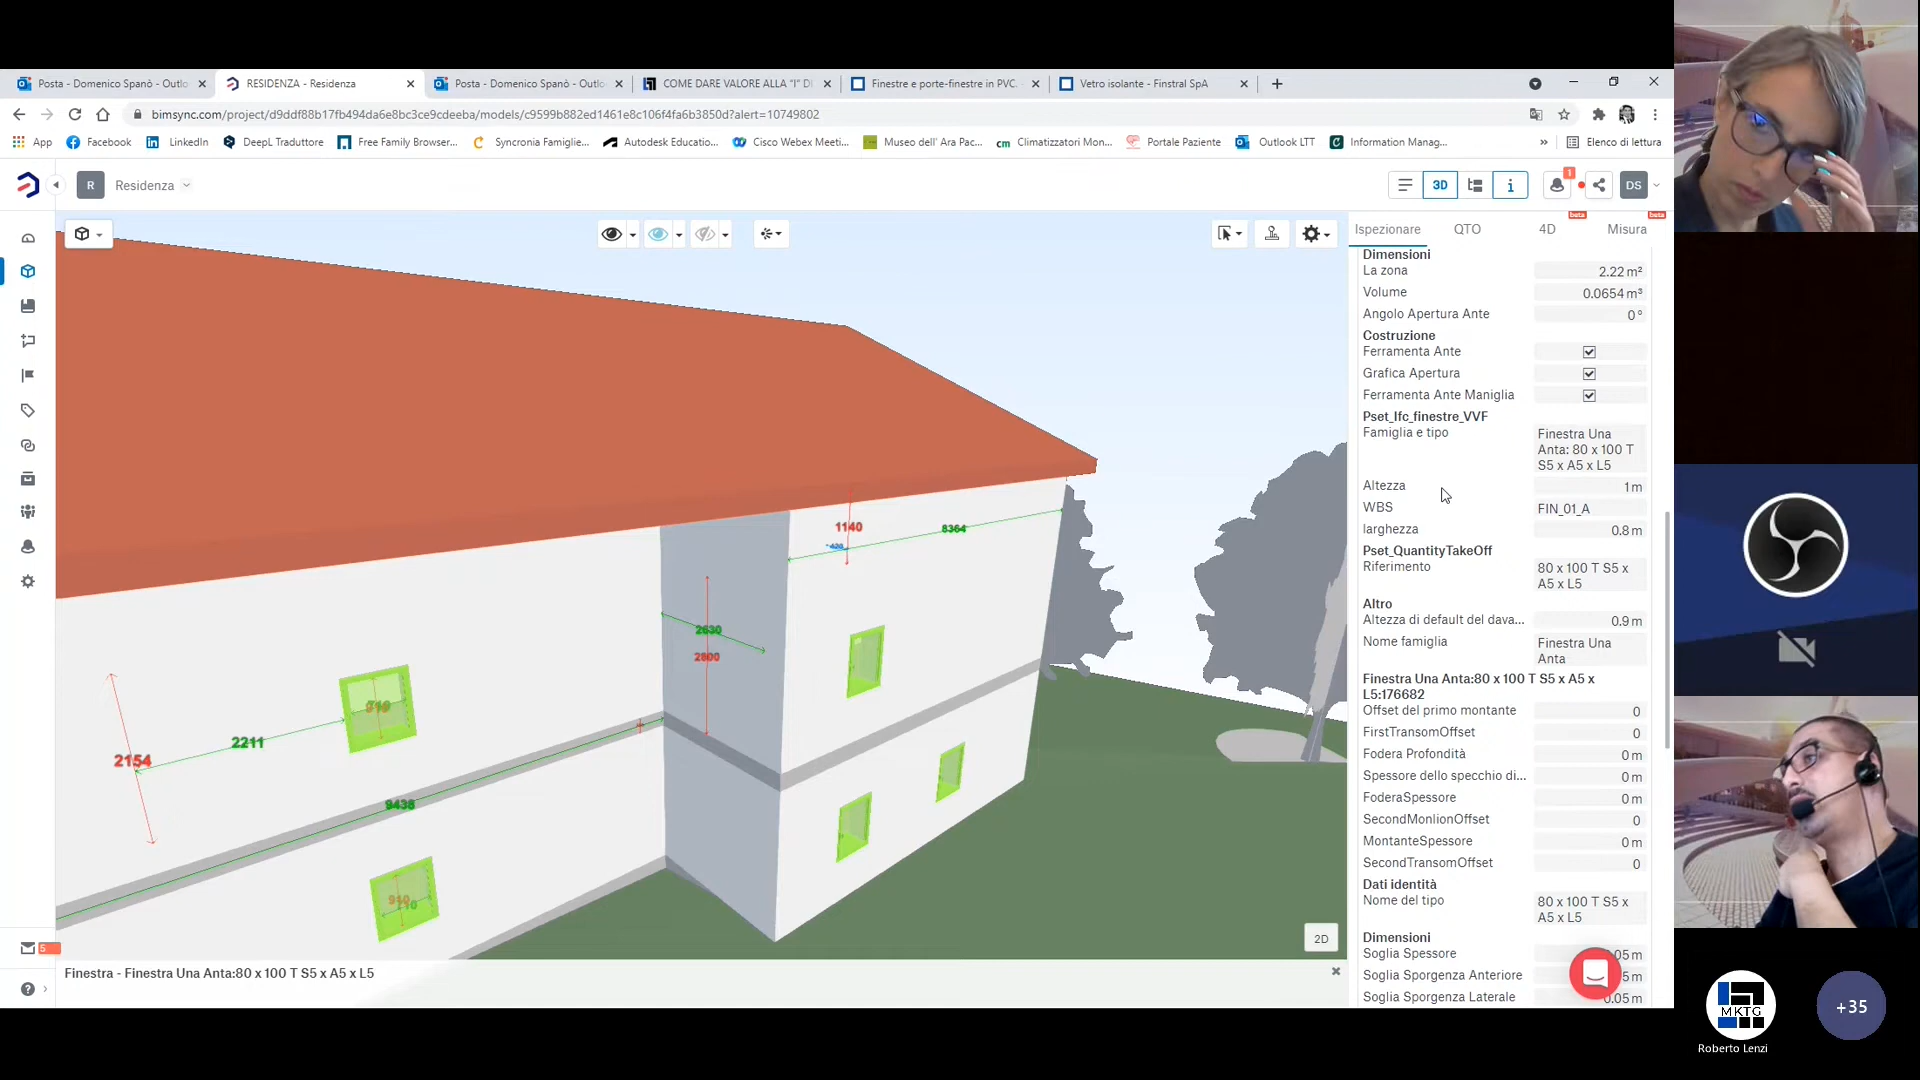 Posta - Domenico Spanò - Outlo
RESIDENZA - Residenza
Posta - Domenico Spanò - Outlo
COME DARE VALORE ALLA "I" DI
Finestre e porte-finestre in PVC.
Vetro isolante - Finstral SpA
bimsync.com/project/d9ddf88b17fb494da6e8bc3ce9cdeeba/models/c9599b882ed1461e8c106f4fa6b3850d?alert=10749802
App
Facebook
LinkedIn
DeepL Traduttore
Free Family Browser...
Syncronia Famiglie...
Autodesk Educatio...
Cisco Webex Meeti...
Museo dell' Ara Pac...
Climatizzatori Mon...
Portale Paziente
Outlook LTT
Information Manag...
»
Elenco di lettura
R
Residenza
3D
i
1
DS
beta
beta
Ispezionare
QTO
4D
Misura
Dimensioni
La zona
2.22 m²
Volume
0.0654 m³
Angolo Apertura Ante
0 °
Costruzione
Ferramenta Ante
Grafica Apertura
Ferramenta Ante Maniglia
Pset_Ifc_finestre_VVF
Famiglia e tipo
Finestra Una
Anta: 80 x 100 T
S5 x A5 x L5
Altezza
1 m
WBS
FIN_01_A
larghezza
0.8 m
Pset_QuantityTakeOff
Riferimento
80 x 100 T S5 x
A5 x L5
Altro
Altezza di default del dava...
0.9 m
Nome famiglia
Finestra Una
Anta
Finestra Una Anta:80 x 100 T S5 x A5 x
L5:176682
Offset del primo montante
0
FirstTransomOffset
0
Fodera Profondità
0 m
Spessore dello specchio di...
0 m
FoderaSpessore
0 m
SecondMonlionOffset
0
MontanteSpessore
0 m
SecondTransomOffset
0
Dati identità
Nome del tipo
80 x 100 T S5 x
A5 x L5
Dimensioni
Soglia Spessore
05 m
Soglia Sporgenza Anteriore
5 m
Soglia Sporgenza Laterale
0.05 m
1140
8364
2630
2800
2211
2154
9438
2D
5
Finestra - Finestra Una Anta:80 x 100 T S5 x A5 x L5
MKTG
Roberto Lenzi
+35